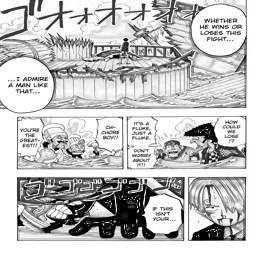 ゴオオオオ
WHETHER
HE WINS OR
LOSES THIS
FIGHT...
...I ADMIRE
A MAN LIKE
THAT...
HOW
COULD
WE
LOSE
!?
IT'S A
FLUKE,
JUST A
FLUKE!
DON'T
WORRY
ABOUT
IT!!
CH-
CHORE
BOY!!
YOU'RE
THE
GREAT-
EST!!
IF
THIS
ISN'T
YOUR...